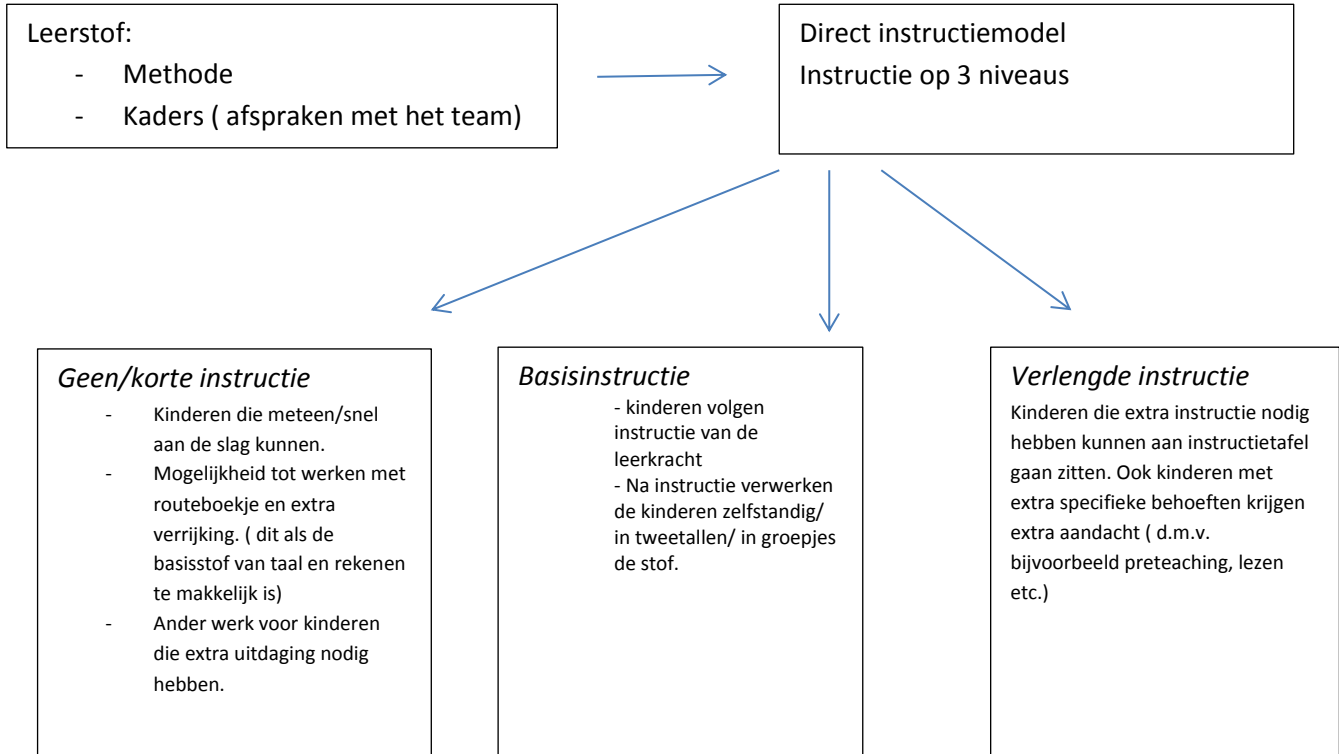 Leerstof:
- Methode
- Kaders ( afspraken met het team)
Direct instructiemodel
Instructie op 3 niveaus
Geen/korte instructie
- Kinderen die meteen/snel
aan de slag kunnen.
- Mogelijkheid tot werken met
routeboekje en extra
verrijking. ( dit als de
basisstof van taal en rekenen
te makkelijk is)
- Ander werk voor kinderen
die extra uitdaging nodig
hebben.
Basisinstructie
- kinderen volgen
instructie van de
leerkracht
- Na instructie verwerken
de kinderen zelfstandig/
in tweetallen/ in groepjes
de stof.
Verlengde instructie
Kinderen die extra instructie nodig
hebben kunnen aan instructietafel
gaan zitten. Ook kinderen met
extra specifieke behoeften krijgen
extra aandacht ( d.m.v.
bijvoorbeeld preteaching, lezen
etc.)